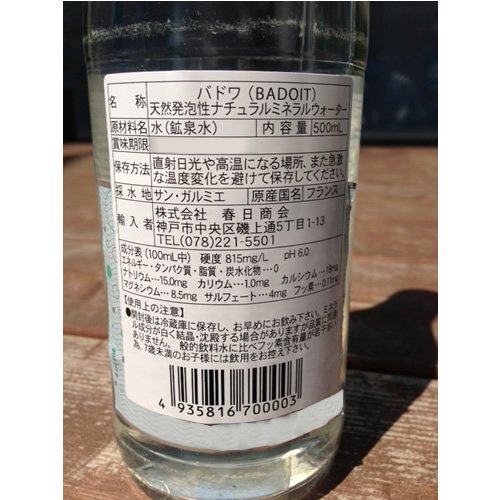 名称 バドワ（BADOIT）
天然発泡性ナチュラルミネラルウォーター
原材料名 水（鉱泉水） 内容量 500mL
賞味期限
保存方法 直射日光や高温になる場所、また急激
な温度変化を避けて保存してください。
採水地 サン・ガルミエ 原産国名 フランス
輸入者 株式会社 春日商会
神戸市中央区磯上通5丁目1-13
TEL(078)221-5501
成分表（100mL中） 硬度 815mg/L pH 6.0
エネルギー・タンパク質・脂質・炭水化物…0
ナトリウム…15.0mg カリウム…1.0mg カルシウム…19mg
マグネシウム…8.5mg サルフェート…4mg フッ素…0.11mg
【使用上の注意】
●開封後は冷蔵庫に保存し、お早めにお飲み下さい。ミネラ
ル成分が白く結晶・沈殿する場合がありますが品質に問題
ありません。 一般的飲料水に比べフッ素含有量が若干多い
為、7歳未満のお子様には飲用をお控え下さい。
4 935816 700003